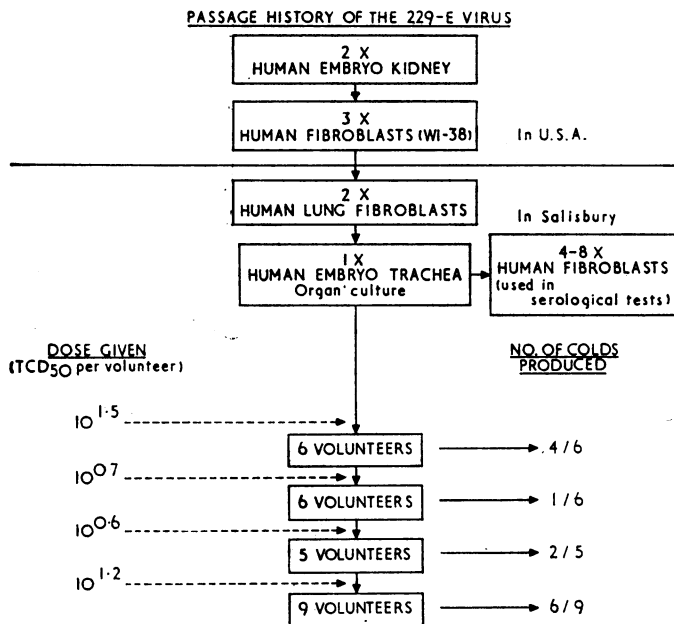 PASSAGE HISTORY OF THE 229-E VIRUS
2 X
HUMAN EMBRYO KIDNEY
3 X
HUMAN FIBROBLASTS (WI-38)
In U.S.A.
2 X
HUMAN LUNG FIBROBLASTS
In Salisbury
1 X
HUMAN EMBRYO TRACHEA
Organ culture
4-8 X
HUMAN FIBROBLASTS
(used in
serological tests)
DOSE GIVEN
(TCD50 per volunteer)
NO. OF COLDS
PRODUCED
10^1·5
6 VOLUNTEERS
4/6
10^0·7
6 VOLUNTEERS
1/6
10^0·6
5 VOLUNTEERS
2/5
10^1·2
9 VOLUNTEERS
6/9